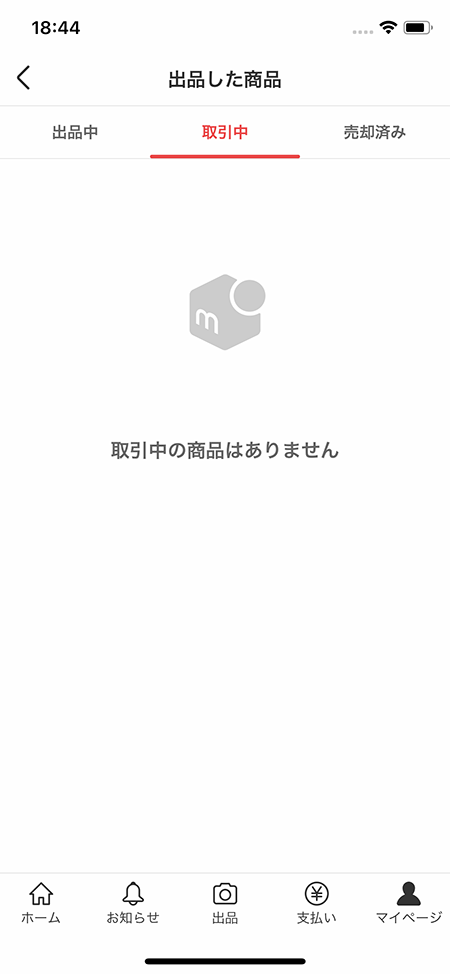 18:44
出品した商品
出品中 取引中 売却済み
m
取引中の商品はありません
ホーム お知らせ 出品 支払い マイページ